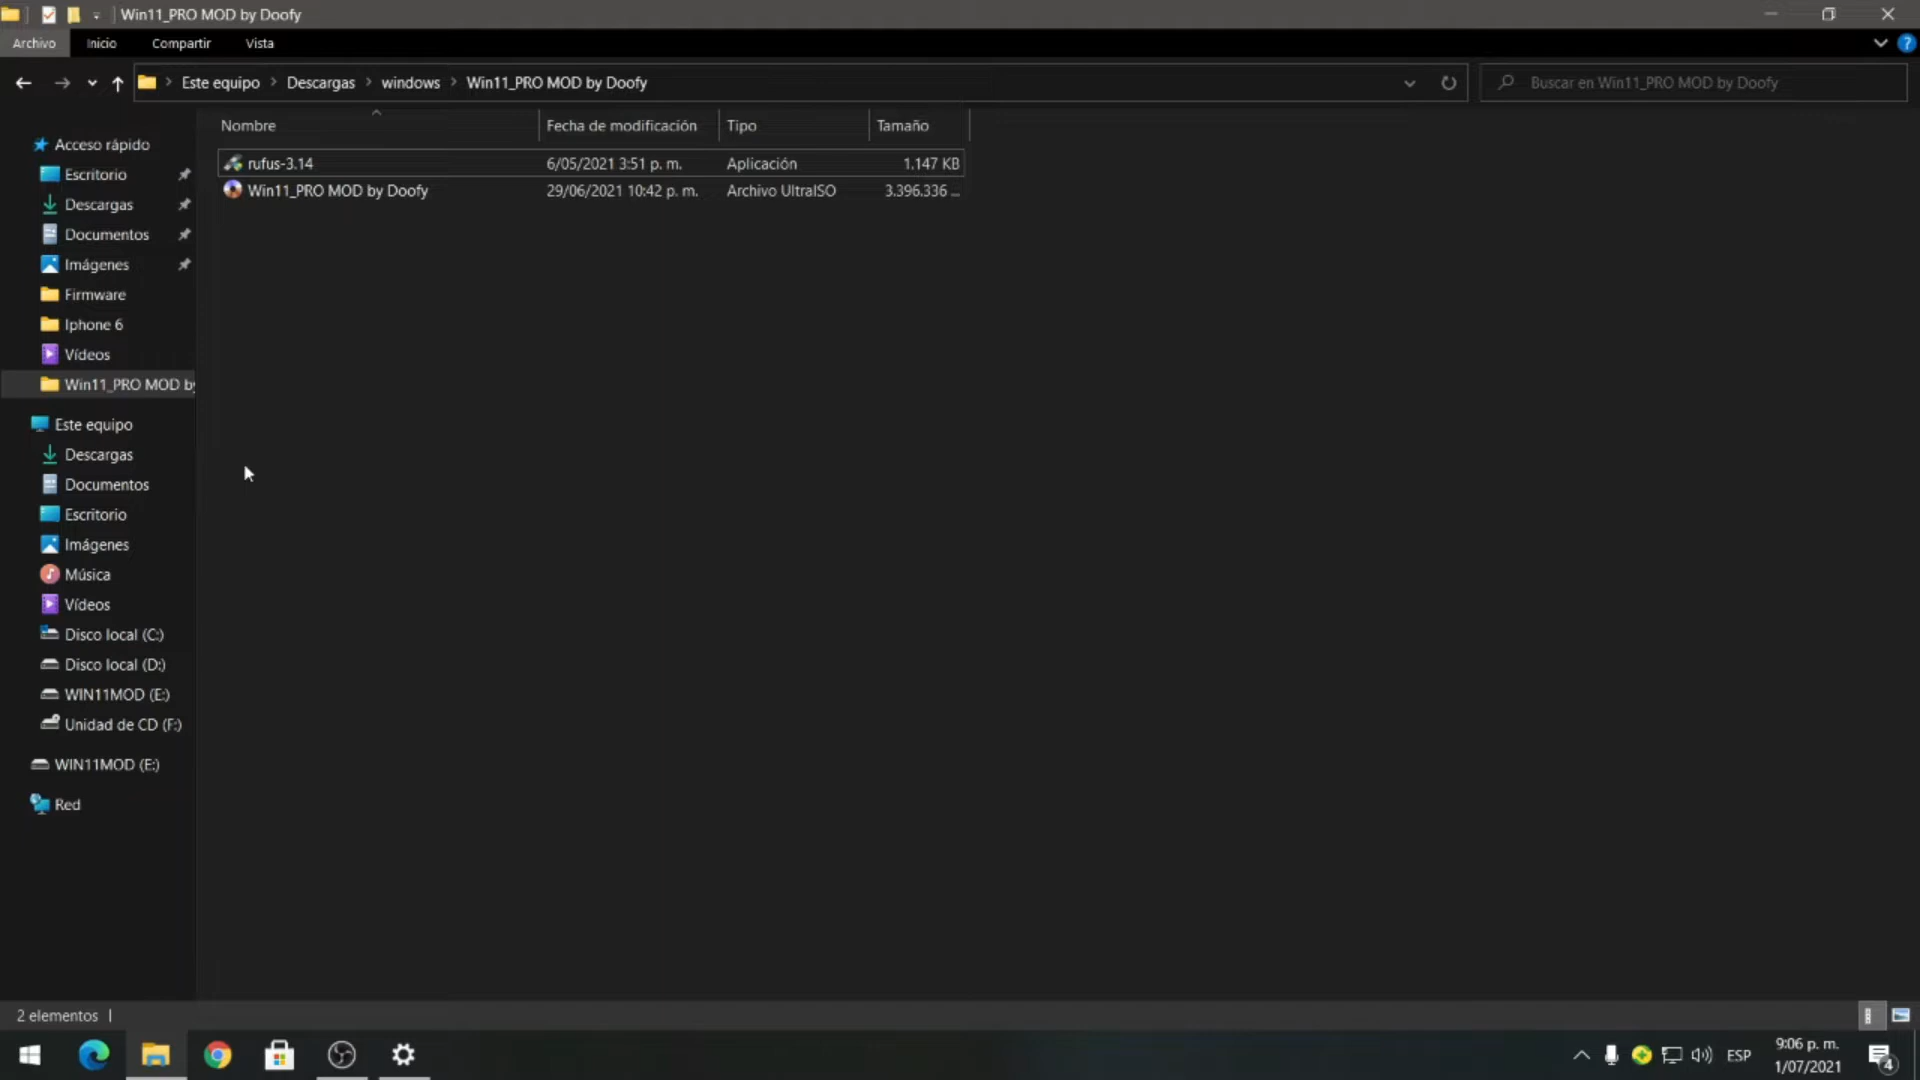 Win11_PRO MOD by Doofy
Archivo Inicio Compartir Vista
Este equipo Descargas windows Win11_PRO MOD by Doofy Buscar en Win11_PRO MOD by Doofy
Nombre Fecha de modificación Tipo Tamaño
rufus-3.14 6/05/2021 3:51 p. m. Aplicación 1.147 KB
Win11_PRO MOD by Doofy 29/06/2021 10:42 p. m. Archivo UltraISO 3.396.336 ...
Acceso rápido
Escritorio
Descargas
Documentos
Imágenes
Firmware
Iphone 6
Vídeos
Win11_PRO MOD by
Este equipo
Descargas
Documentos
Escritorio
Imágenes
Música
Vídeos
Disco local (C:)
Disco local (D:)
WIN11MOD (E:)
Unidad de CD (F:)
WIN11MOD (E:)
Red
2 elementos
ESP
9:06 p. m.
1/07/2021
4